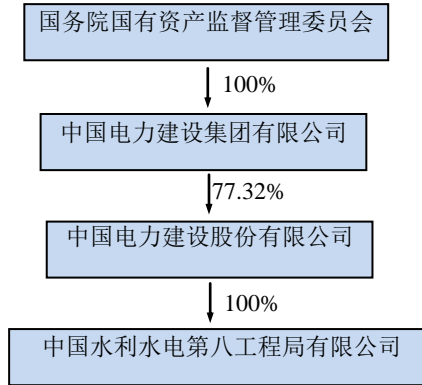 国务院国有资产监督管理委员会
100%
中国电力建设集团有限公司
77.32%
中国电力建设股份有限公司
100%
中国水利水电第八工程局有限公司